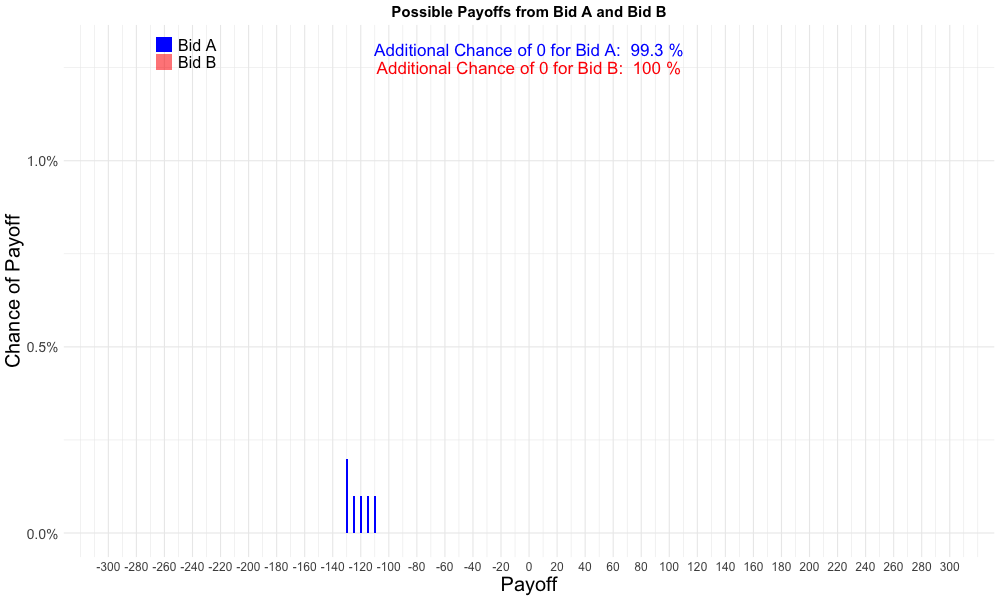 Possible Payoffs from Bid A and Bid B
Bid A
Bid B
Additional Chance of 0 for Bid A:  99.3 %
Additional Chance of 0 for Bid B:  100 %
Chance of Payoff
1.0%
0.5%
0.0%
-300 -280 -260 -240 -220 -200 -180 -160 -140 -120 -100 -80 -60 -40 -20 0 20 40 60 80 100 120 140 160 180 200 220 240 260 280 300
Payoff